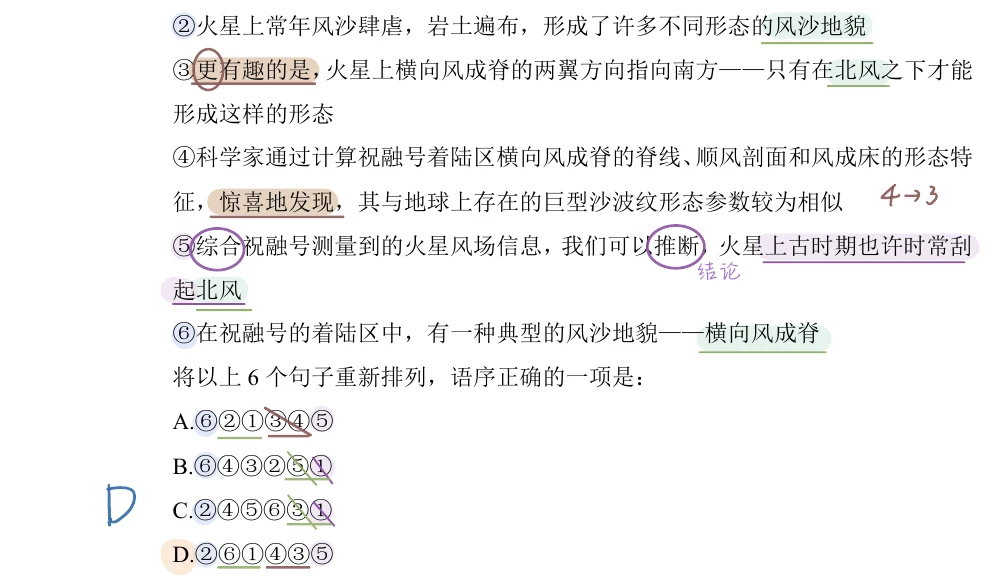 ②火星上常年风沙肆虐，岩土遍布，形成了许多不同形态的风沙地貌
③更有趣的是，火星上横向风成脊的两翼方向指向南方——只有在北风之下才能
形成这样的形态
④科学家通过计算祝融号着陆区横向风成脊的脊线、顺风剖面和风成床的形态特
征，惊喜地发现，其与地球上存在的巨型沙波纹形态参数较为相似
4→3
⑤综合祝融号测量到的火星风场信息，我们可以推断，火星上古时期也许时常刮
结论
起北风
⑥在祝融号的着陆区中，有一种典型的风沙地貌——横向风成脊
将以上 6 个句子重新排列，语序正确的一项是：
A.⑥②①③④⑤
B.⑥④③②⑤①
C.②④⑤⑥③①
D
D.②⑥①④③⑤